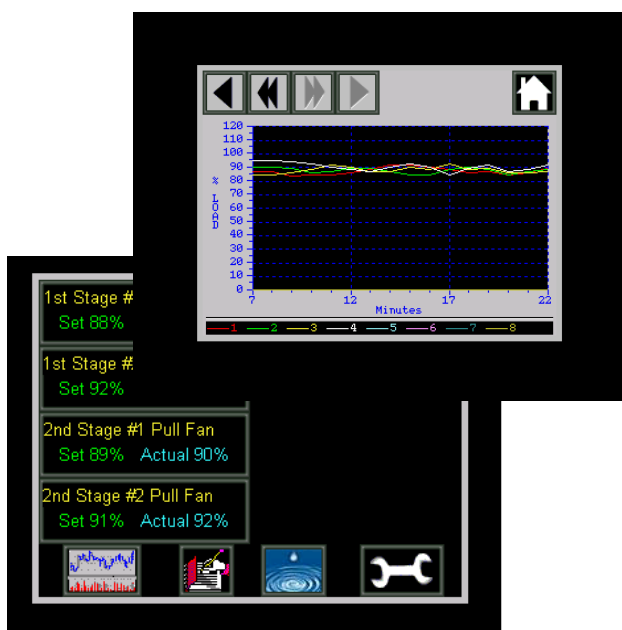 120
110
100
90
80
70
60
50
40
30
20
10
0
% LOAD
7 12 17 22
Minutes
1 2 3 4 5 6 7 8
1st Stage #
Set 88%
1st Stage #
Set 92%
2nd Stage #1 Pull Fan
Set 89% Actual 90%
2nd Stage #2 Pull Fan
Set 91% Actual 92%